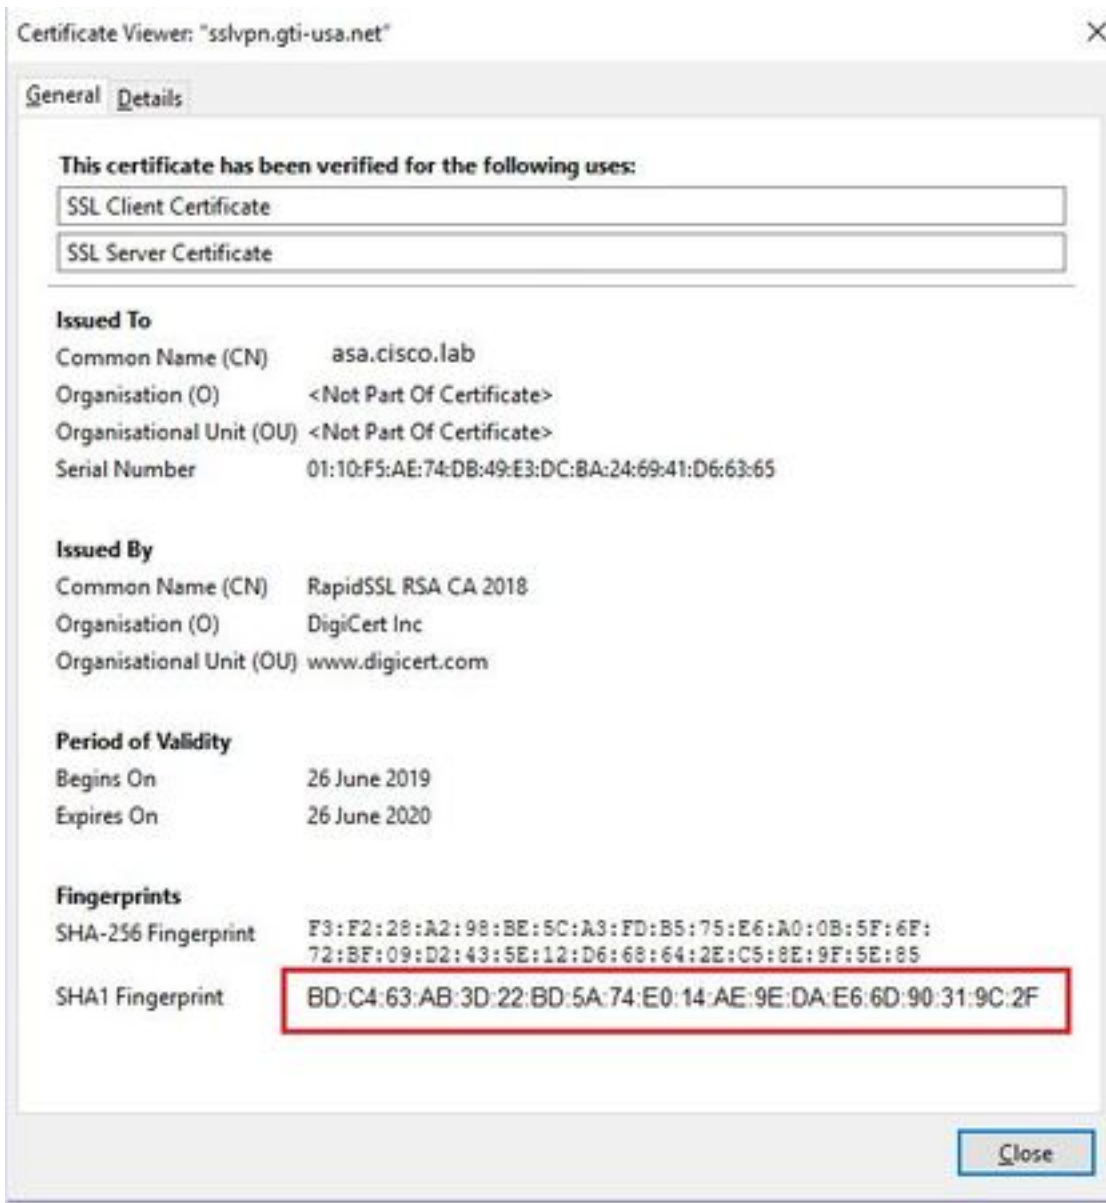 Certificate Viewer: "sslvpn.gti-usa.net"
General Details
This certificate has been verified for the following uses:
SSL Client Certificate
SSL Server Certificate
Issued To
Common Name (CN) asa.cisco.lab
Organisation (O) <Not Part Of Certificate>
Organisational Unit (OU) <Not Part Of Certificate>
Serial Number 01:10:F5:AE:74:DB:49:E3:DC:BA:24:69:41:D6:63:65
Issued By
Common Name (CN) RapidSSL RSA CA 2018
Organisation (O) DigiCert Inc
Organisational Unit (OU) www.digicert.com
Period of Validity
Begins On 26 June 2019
Expires On 26 June 2020
Fingerprints
SHA-256 Fingerprint F3:F2:28:A2:98:BE:5C:A3:FD:B5:75:E6:A0:0B:5F:6F:
72:BF:09:D2:43:5E:12:D6:68:64:2E:C5:8E:9F:5E:85
SHA1 Fingerprint BD:C4:63:AB:3D:22:BD:5A:74:E0:14:AE:9E:DA:E6:6D:90:31:9C:2F
Close